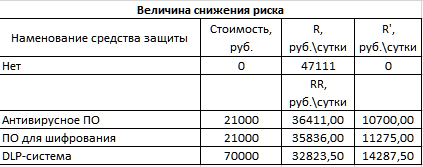 Величина снижения риска
Наменование средства защиты
Стоимость, руб.
R, руб.\сутки
R', руб.\сутки
Нет 0 47111 0
RR, руб.\сутки
Антивирусное ПО 21000 36411,00 10700,00
ПО для шифрования 21000 35836,00 11275,00
DLP-система 70000 32823,50 14287,50